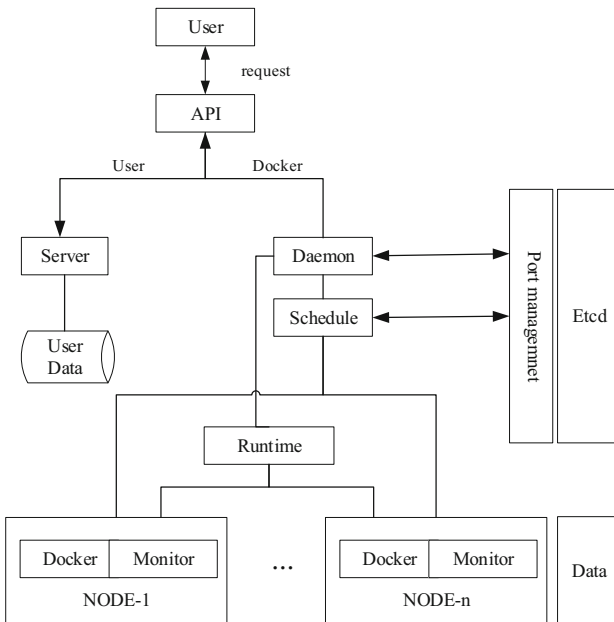 User
request
API
User
Docker
Server
Daemon
Schedule
Port managemnet
Etcd
User
Data
Runtime
Docker
Monitor
...
Docker
Monitor
Data
NODE-1
NODE-n